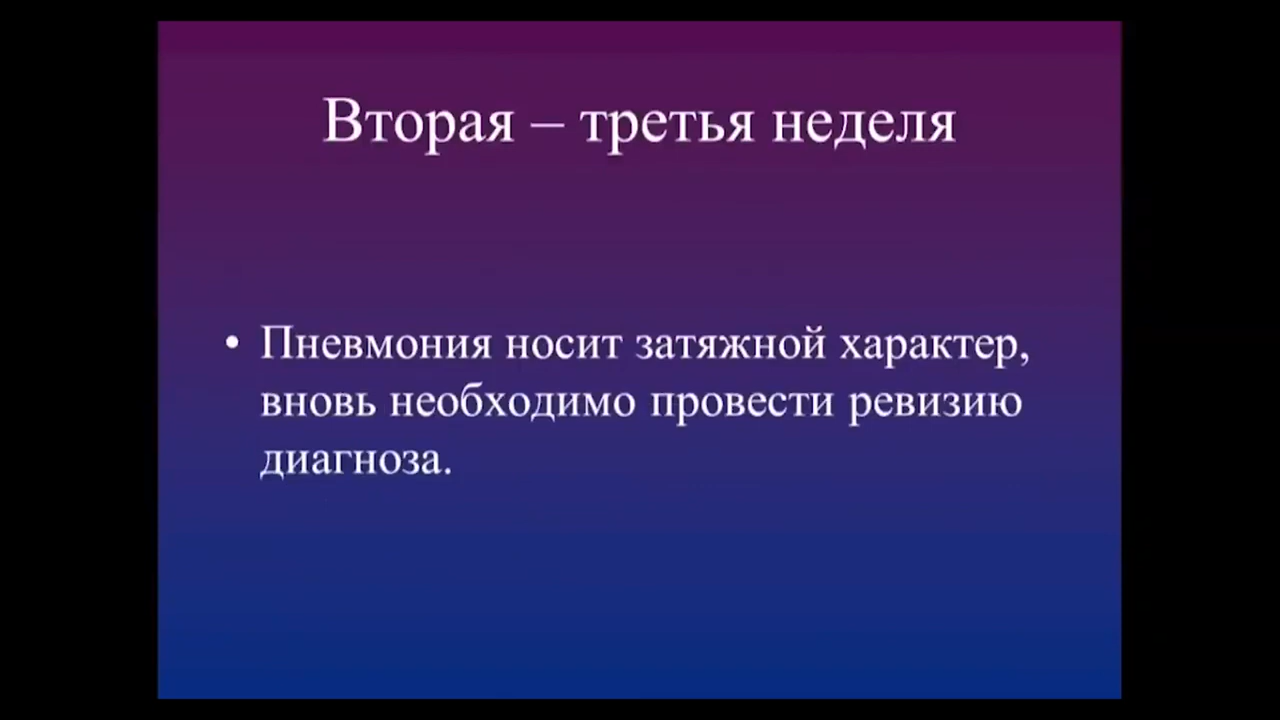 Вторая – третья неделя
• Пневмония носит затяжной характер,
вновь необходимо провести ревизию
диагноза.